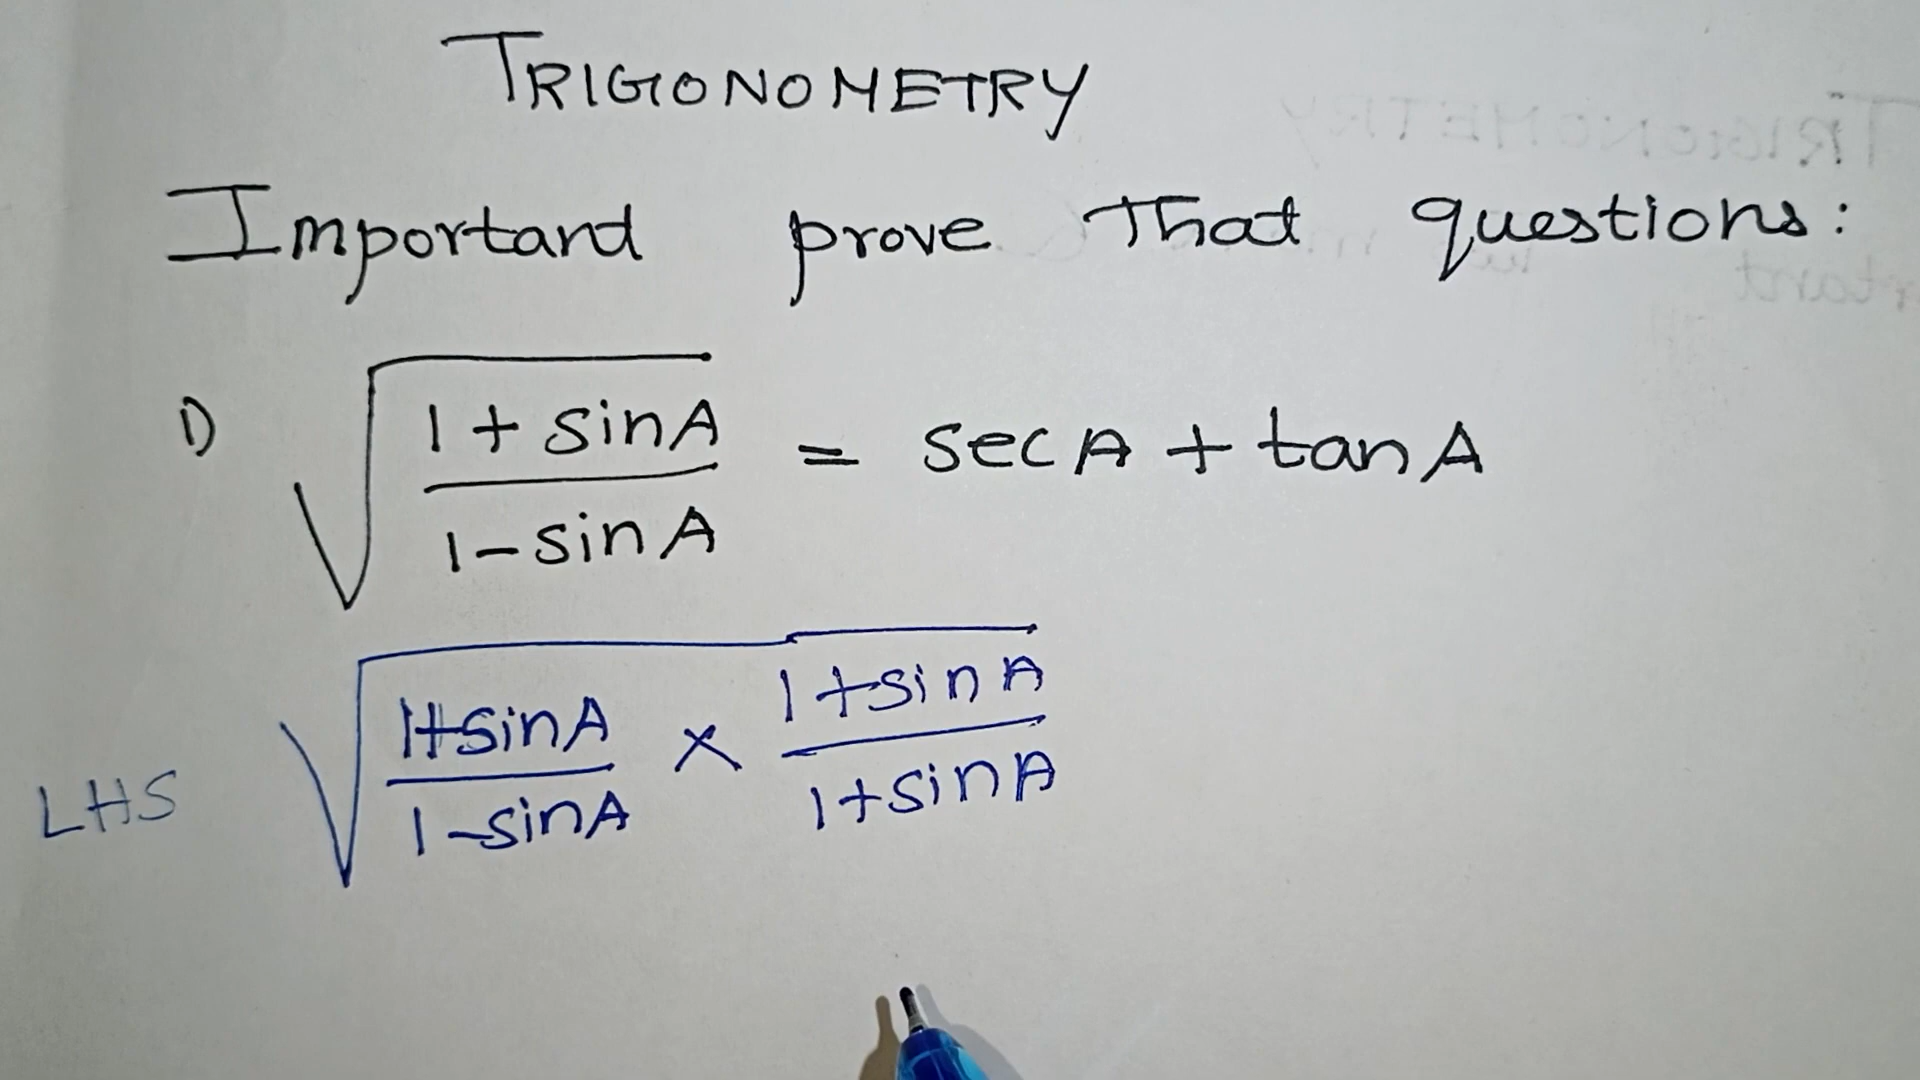 TRIGONOMETRY
Important prove that questions:
1) √(1 + sinA / 1 - sinA) = secA + tanA
LHS √(1+sinA / 1-sinA × 1+sinA / 1+sinA)